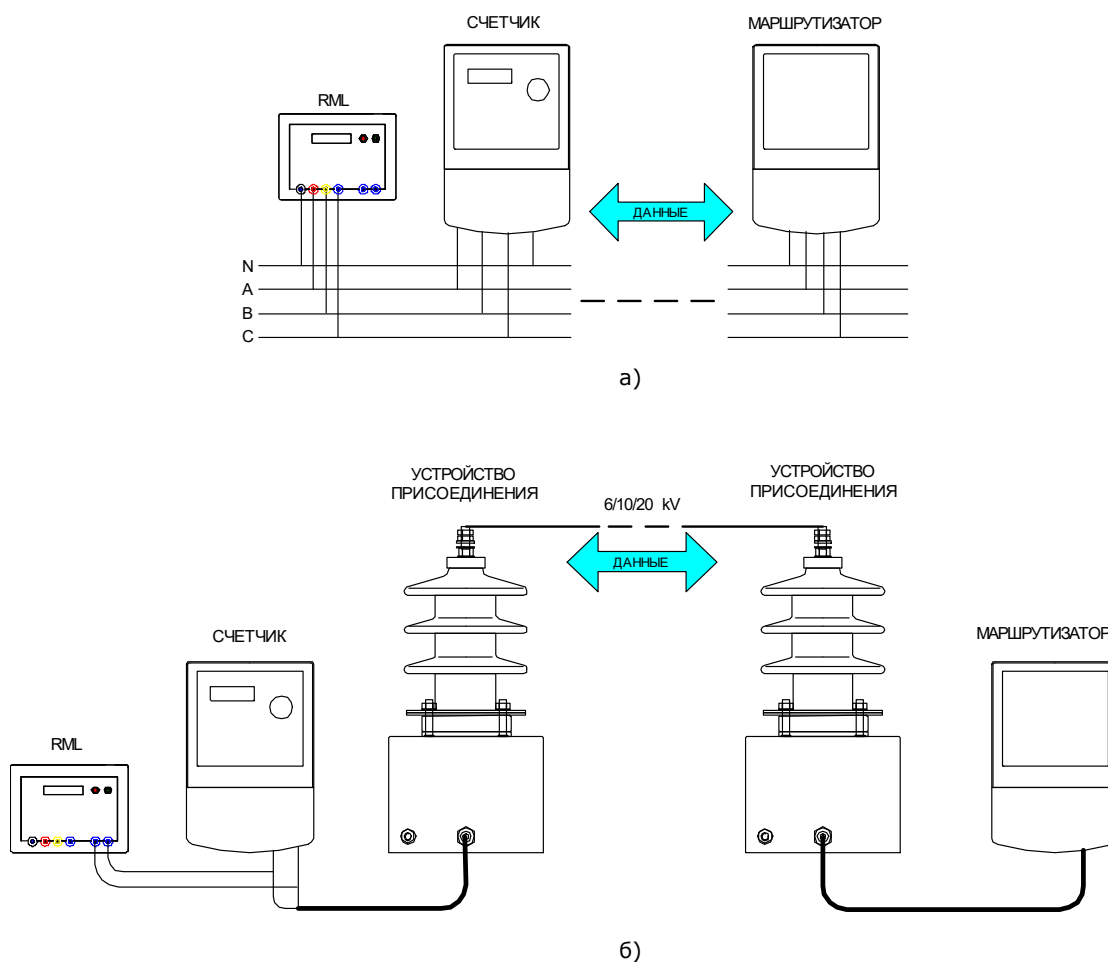 СЧЕТЧИК
МАРШРУТИЗАТОР
RML
ДАННЫЕ
N
A
B
C
а)
УСТРОЙСТВО
ПРИСОЕДИНЕНИЯ
6/10/20 kV
УСТРОЙСТВО
ПРИСОЕДИНЕНИЯ
ДАННЫЕ
СЧЕТЧИК
МАРШРУТИЗАТОР
RML
б)